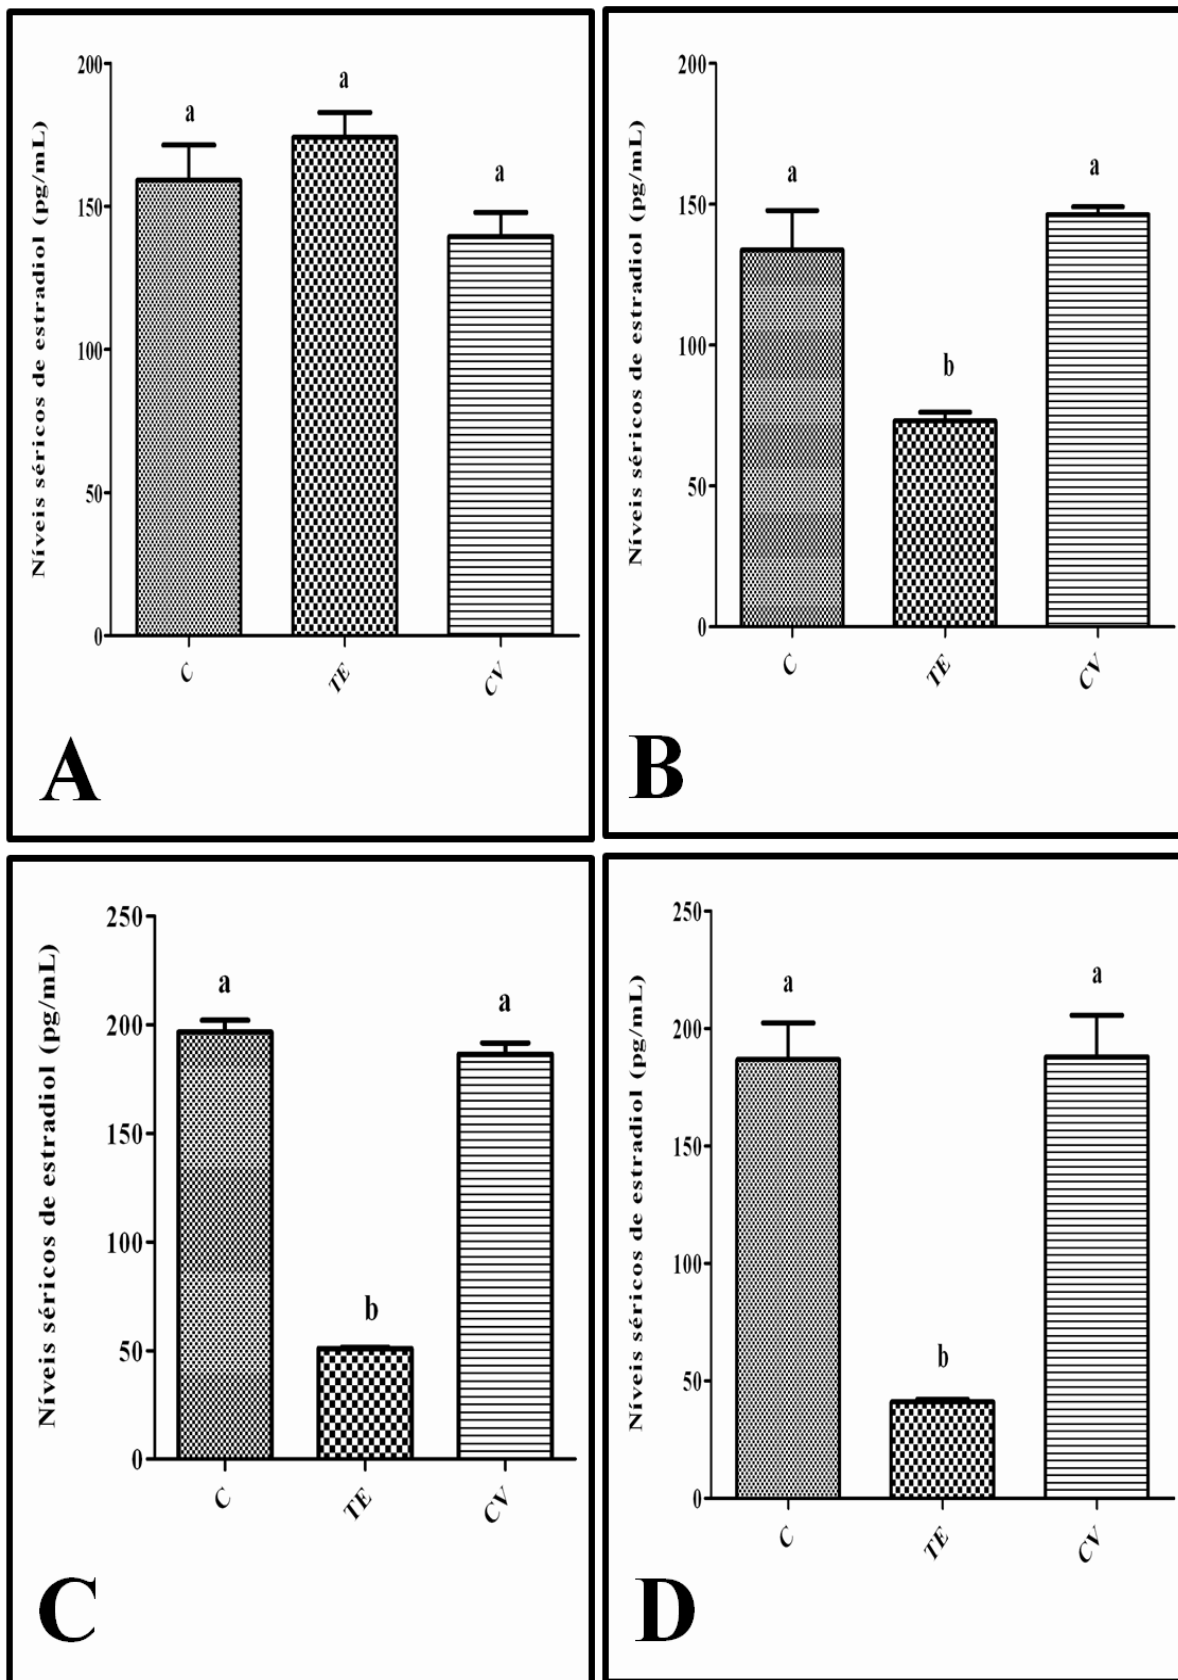 Níveis séricos de estradiol (pg/mL)
200
150
100
50
0
a
a
a
C
TE
CV
A
Níveis séricos de estradiol (pg/mL)
200
150
100
50
0
a
b
a
C
TE
CV
B
Níveis séricos de estradiol (pg/mL)
250
200
150
100
50
0
a
b
a
C
TE
CV
C
Níveis séricos de estradiol (pg/mL)
250
200
150
100
50
0
a
b
a
C
TE
CV
D